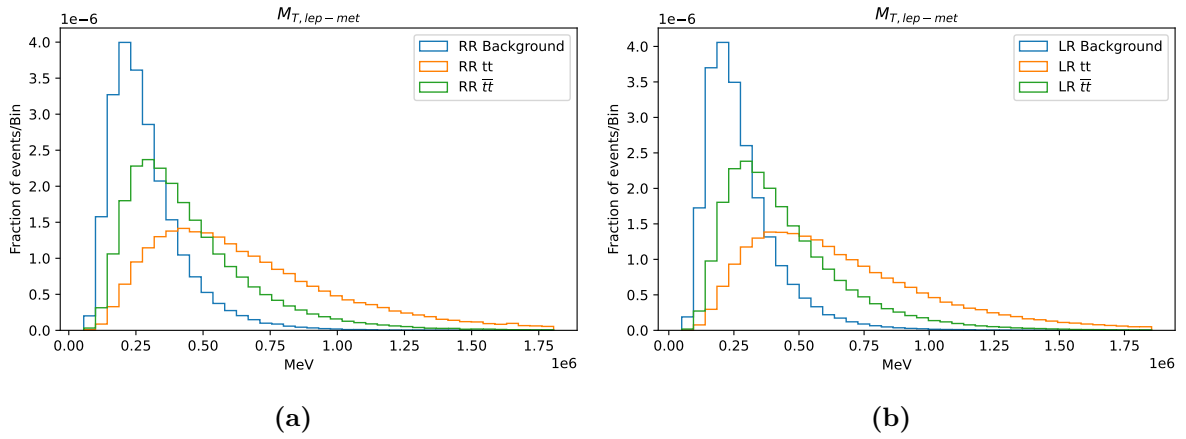 M_{T, lep-met}
1e-6
Fraction of events/Bin
4.0
3.5
3.0
2.5
2.0
1.5
1.0
0.5
0.0
RR Background
RR tt
RR \overline{tt}
0.00 0.25 0.50 0.75 1.00 1.25 1.50 1.75
MeV
1e6
(a)
M_{T, lep-met}
1e-6
Fraction of events/Bin
4.0
3.5
3.0
2.5
2.0
1.5
1.0
0.5
0.0
LR Background
LR tt
LR \overline{tt}
0.00 0.25 0.50 0.75 1.00 1.25 1.50 1.75
MeV
1e6
(b)